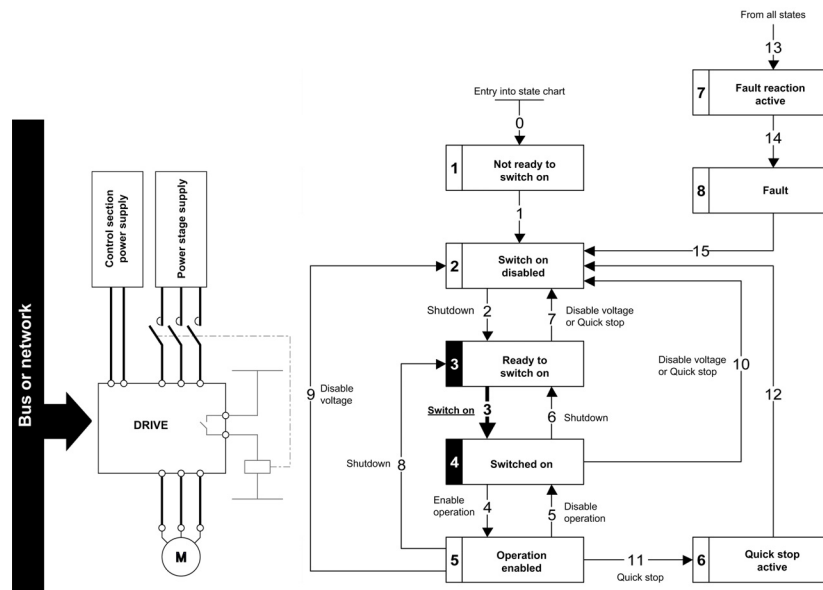 Bus or network
Control section
power supply
Power stage supply
DRIVE
M
Entry into state chart
0
1
Not ready to
switch on
1
2
Switch on
disabled
Shutdown
2
7
Disable voltage
or Quick stop
3
Ready to
switch on
Switch on
3
6
Shutdown
4
Switched on
Enable
operation
4
5
Disable
operation
5
Operation
enabled
9
Disable
voltage
Shutdown
8
11
Quick stop
6
Quick stop
active
Disable voltage
or Quick stop
10
12
15
From all states
13
7
Fault reaction
active
14
8
Fault